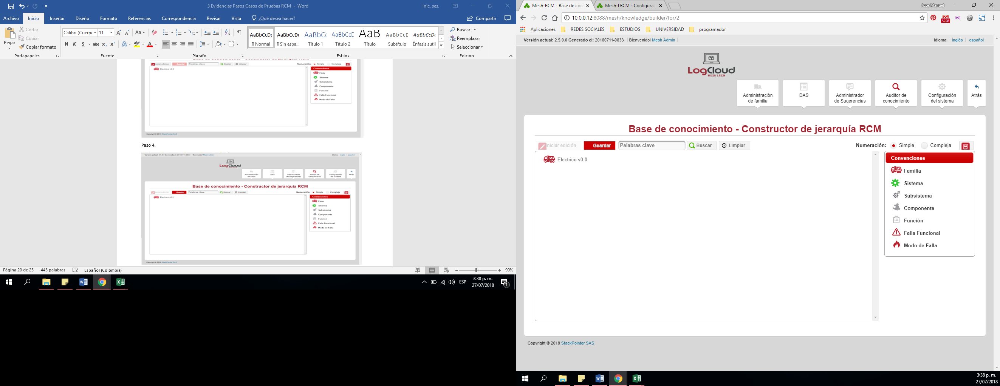 3 Evidencias Pasos Casos de Pruebas RCM - Word
Inic. ses.
Archivo Inicio Insertar Diseño Formato Referencias Correspondencia Revisar Vista ¿Qué desea hacer? Compartir
Pegar
Cortar
Copiar
Copiar formato
Portapapeles
Calibri (Cuerpo 11
Aa
N K S abc x₂ x²
Fuente
Párrafo
AaBbCcDc AaBbCcDc AaBbC( AaBbCcD AaB AaBbCcD AaBbCcDt
¶ Normal ¶ Sin espa... Título 1 Título 2 Título Subtítulo Énfasis sutil
Estilos
Buscar
Reemplazar
Seleccionar
Edición
Iniciar edición Guardar Palabras clave Buscar Limpiar Numeración: Simple Compleja
Electrico v0.0
Convenciones
Flota
Sistema
Subsistema
Componente
Función
Falla Funcional
Modo de Falla
Copyright © 2018 StackPointer SAS
Paso 4.
Versión actual: 2.5.0.0 Generado el: 20180711-0833 Bienvenido! Mesh Admin Idioma: inglés español
LogCloud
MESH LRCM
Administración de flotas
DAS
Administrador de Sugerencias
Auditor de conocimiento
Configuración del sistema
Atrás
Base de conocimiento - Constructor de jerarquía RCM
Iniciar edición Guardar Palabras clave Buscar Limpiar Numeración: Simple Compleja
Electrico v0.0
Convenciones
Flota
Sistema
Subsistema
Componente
Función
Falla Funcional
Modo de Falla
Copyright © 2018 StackPointer SAS
Página 20 de 25 445 palabras Español (Colombia) 90%
ESP
3:38 p. m.
27/07/2018
1
Mesh-RCM - Base de con
Mesh-LRCM - Configurac
Jose Manuel
10.0.0.12:8088/mesh/knowledge/builder/for/2
5228
Aplicaciones REDES SOCIALES ESTUDIOS UNIVERSIDAD programador
Versión actual: 2.5.0.0 Generado el: 20180711-0833 Bienvenido! Mesh Admin
Idioma: inglés español
LogCloud
MESH LRCM
Administración
de familia
DAS
Administrador
de Sugerencias
Auditor de
conocimiento
Configuración
del sistema
Atrás
Base de conocimiento - Constructor de jerarquía RCM
Iniciar edición Guardar Palabras clave Buscar Limpiar
Numeración: Simple Compleja
Electrico v0.0
Convenciones
Familia
Sistema
Subsistema
Componente
Función
Falla Funcional
Modo de Falla
Copyright © 2018 StackPointer SAS
3:38 p. m.
27/07/2018